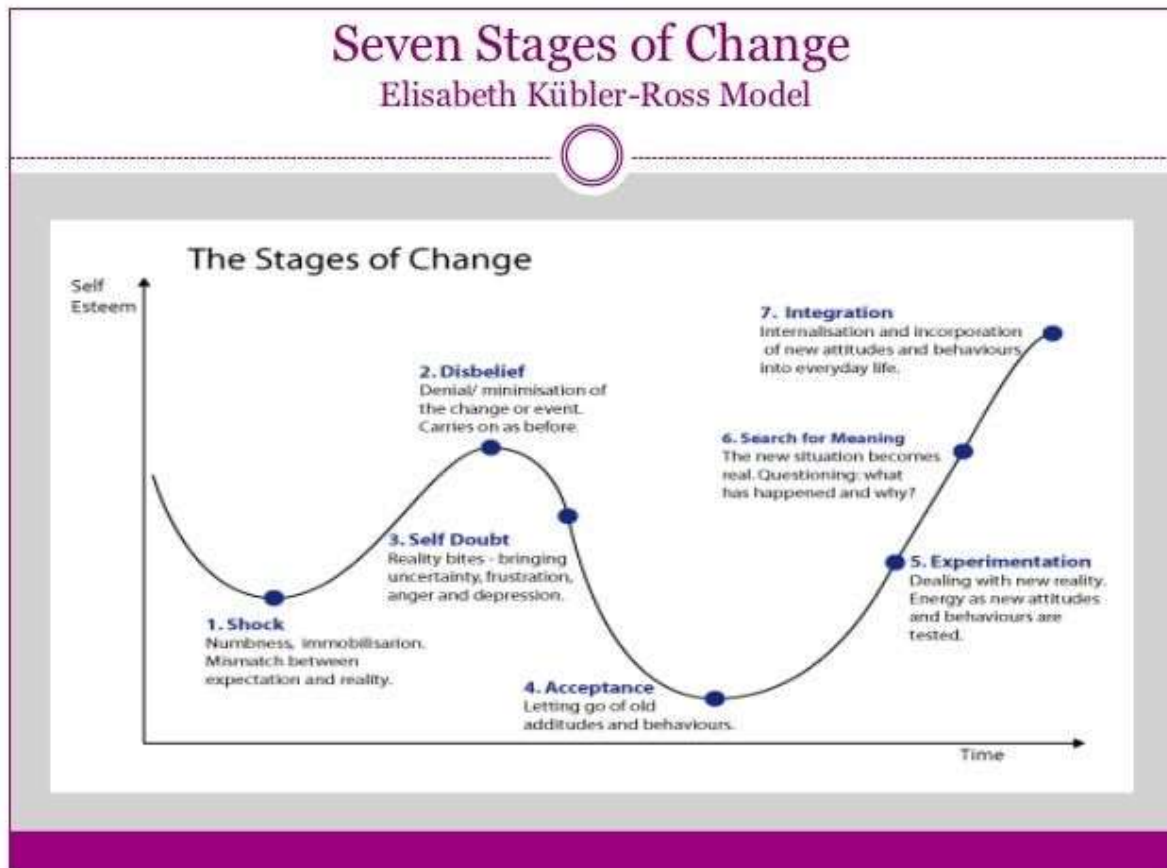 Seven Stages of Change
Elisabeth Kübler-Ross Model
The Stages of Change
Self
Esteem
1. Shock
Numbness, immobilisarion.
Mismatch between
expectation and reality.
2. Disbelief
Denial/ minimisation of
the change or event.
Carries on as before.
3. Self Doubt
Reality bites - bringing
uncertainty, frustration,
anger and depression.
4. Acceptance
Letting go of old
additudes and behaviours.
5. Experimentation
Dealing with new reality.
Energy as new attitudes
and behaviours are
tested.
6. Search for Meaning
The new situation becomes
real. Questioning: what
has happened and why?
7. Integration
Internalisation and incorporation
of new attitudes and behaviours
into everyday life.
Time